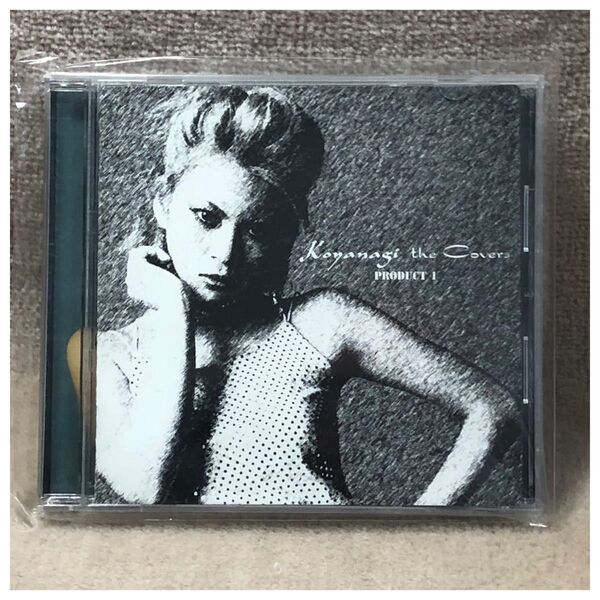 Koyanagi the Covers
PRODUCT 1